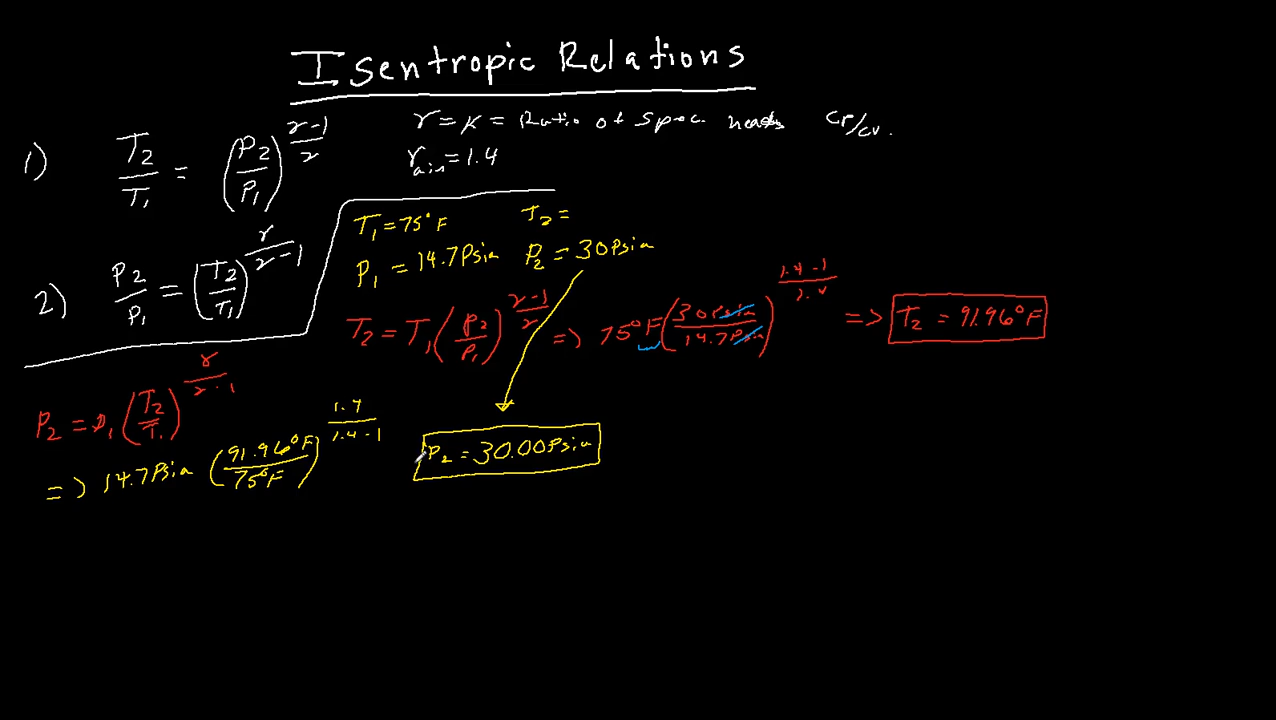 Isentropic Relations
γ = K = Ratio of spec. heats Cp/Cv.
γair = 1.4
1) T2/T1 = (P2/P1)^((γ-1)/γ)
2) P2/P1 = (T2/T1)^(γ/(γ-1))
T1 = 75°F T2 =
P1 = 14.7Psia P2 = 30Psia
T2 = T1 (P2/P1)^((γ-1)/γ) => 75°F (30Psia/14.7Psia)^((1.4-1)/1.4) => T2 = 91.96°F
P2 = P1 (T2/T1)^(γ/(γ-1))
=> 14.7Psia (91.96°F/75°F)^(1.4/(1.4-1)) P2 = 30.00Psia